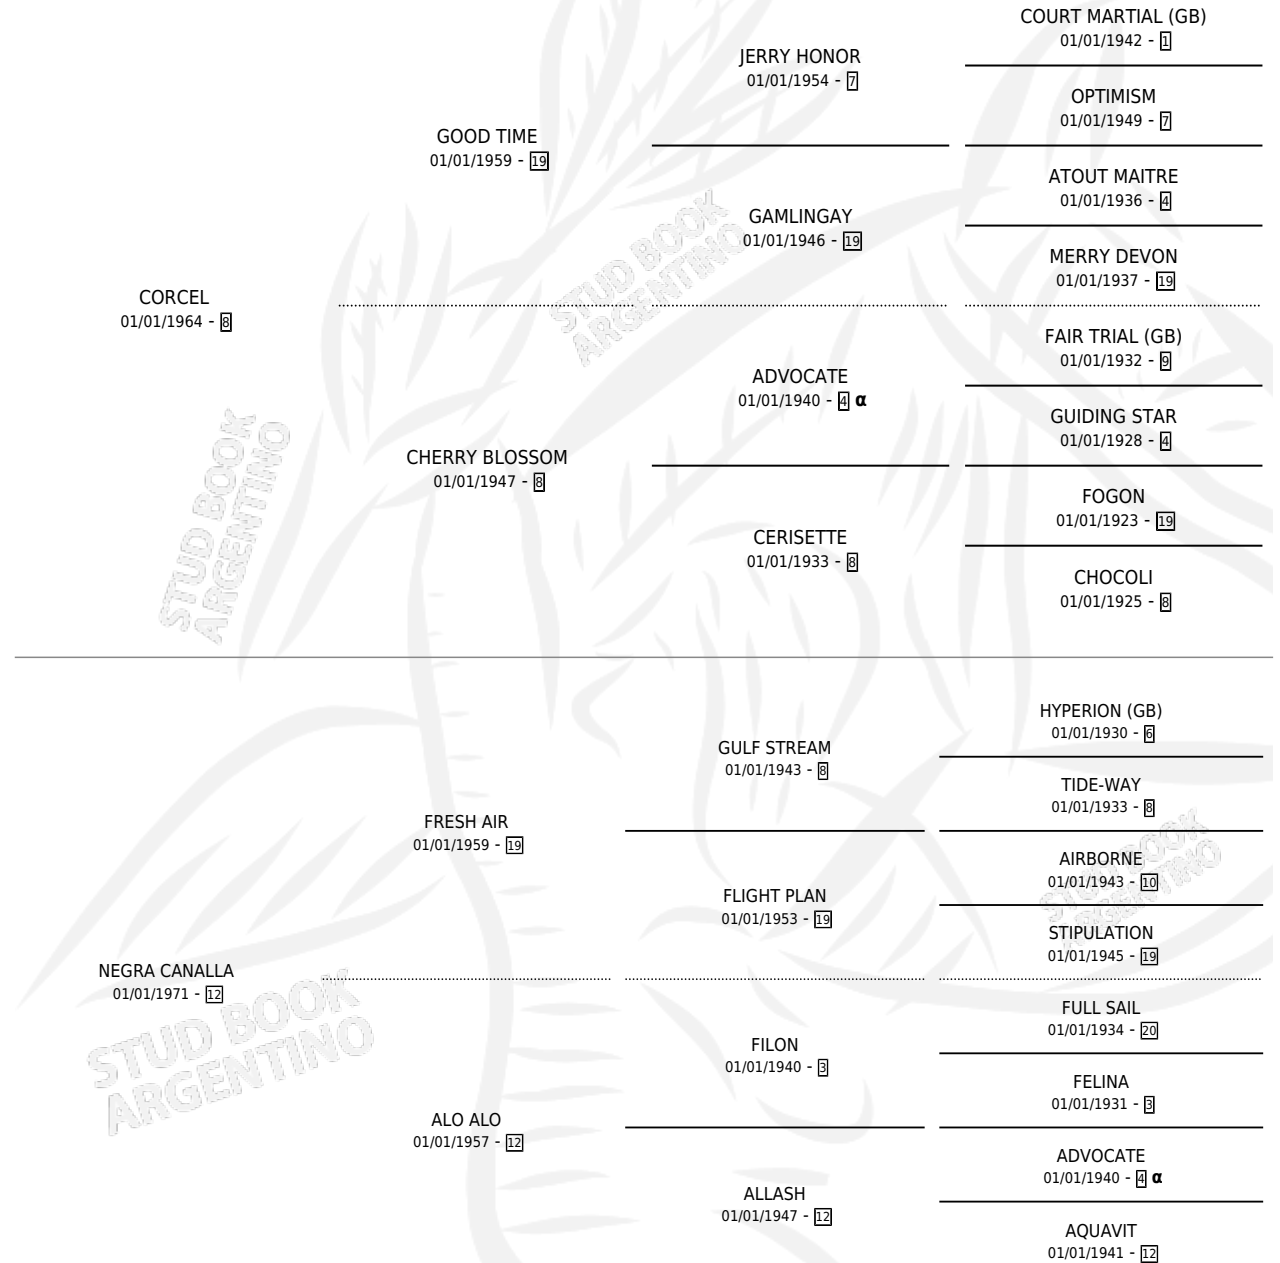 COURT MARTIAL (GB)
01/01/1942 - 1
JERRY HONOR
01/01/1954 - 7
OPTIMISM
01/01/1949 - 7
GOOD TIME
01/01/1959 - 19
ATOUT MAITRE
01/01/1936 - 4
GAMLINGAY
01/01/1946 - 19
MERRY DEVON
01/01/1937 - 19
CORCEL
01/01/1964 - 8
FAIR TRIAL (GB)
01/01/1932 - 9
ADVOCATE
01/01/1940 - 4 α
GUIDING STAR
01/01/1928 - 4
CHERRY BLOSSOM
01/01/1947 - 8
FOGON
01/01/1923 - 19
CERISETTE
01/01/1933 - 8
CHOCOLI
01/01/1925 - 8
STUD BOOK
ARGENTINO
STUD BOOK
ARGENTINO
HYPERION (GB)
01/01/1930 - 6
GULF STREAM
01/01/1943 - 8
TIDE-WAY
01/01/1933 - 8
FRESH AIR
01/01/1959 - 19
AIRBORNE
01/01/1943 - 10
FLIGHT PLAN
01/01/1953 - 19
STIPULATION
01/01/1945 - 19
NEGRA CANALLA
01/01/1971 - 12
FULL SAIL
01/01/1934 - 20
FILON
01/01/1940 - 3
FELINA
01/01/1931 - 3
ALO ALO
01/01/1957 - 12
ADVOCATE
01/01/1940 - 4 α
ALLASH
01/01/1947 - 12
AQUAVIT
01/01/1941 - 12
STUD BOOK
ARGENTINO
STUD BOOK
ARGENTINO